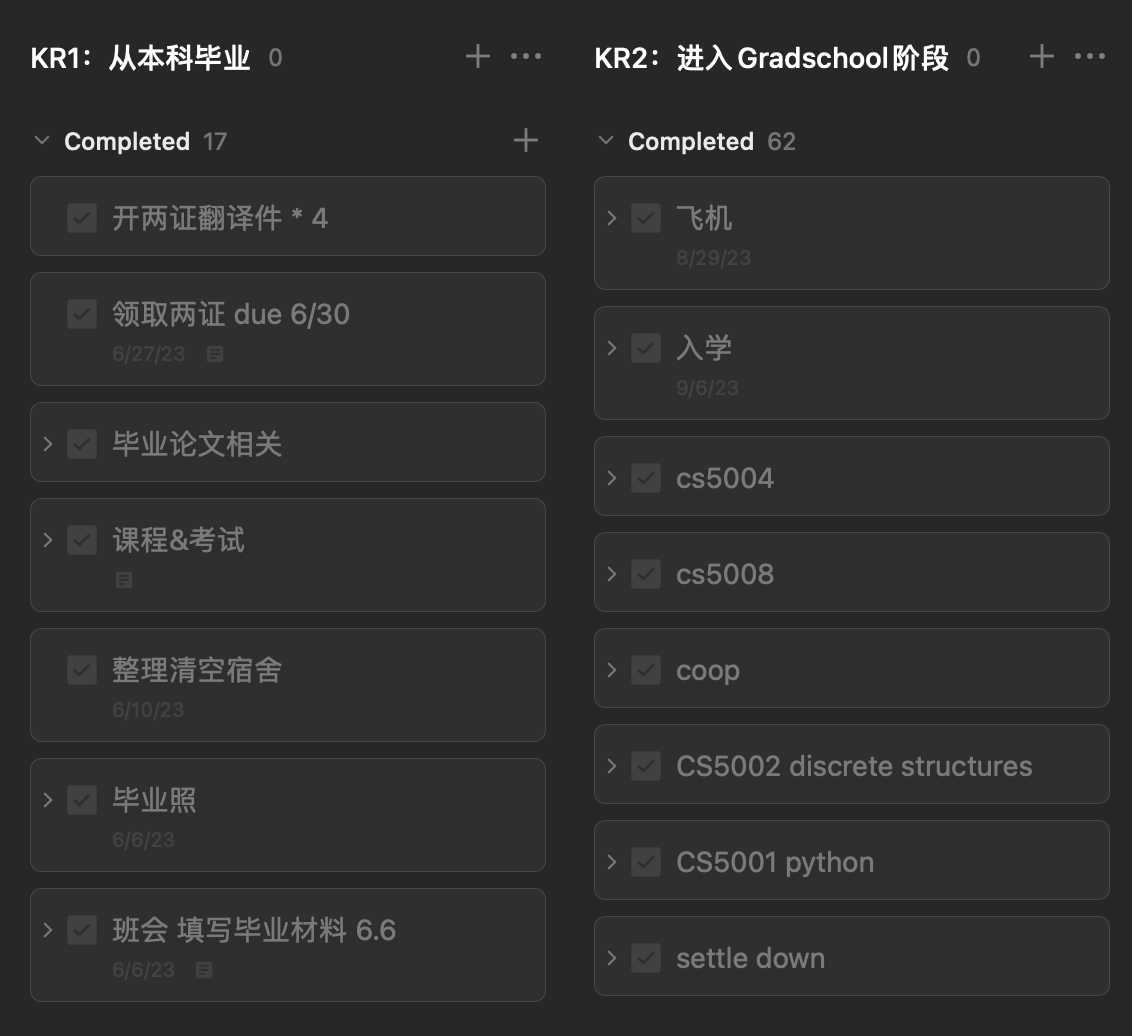 KR1：从本科毕业 0
Completed 17
开两证翻译件 * 4
领取两证 due 6/30
6/27/23
毕业论文相关
课程&考试
整理清空宿舍
6/10/23
毕业照
6/6/23
班会 填写毕业材料 6.6
6/6/23
KR2：进入Gradschool阶段 0
Completed 62
飞机
8/29/23
入学
9/6/23
cs5004
cs5008
coop
CS5002 discrete structures
CS5001 python
settle down